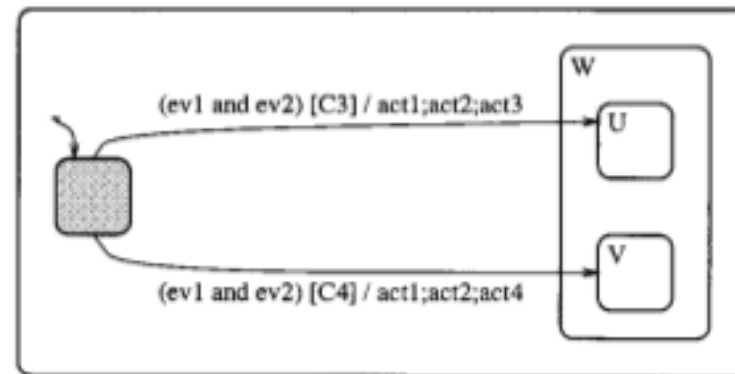 W
(ev1 and ev2) [C3] / act1;act2;act3
U
V
(ev1 and ev2) [C4] / act1;act2;act4